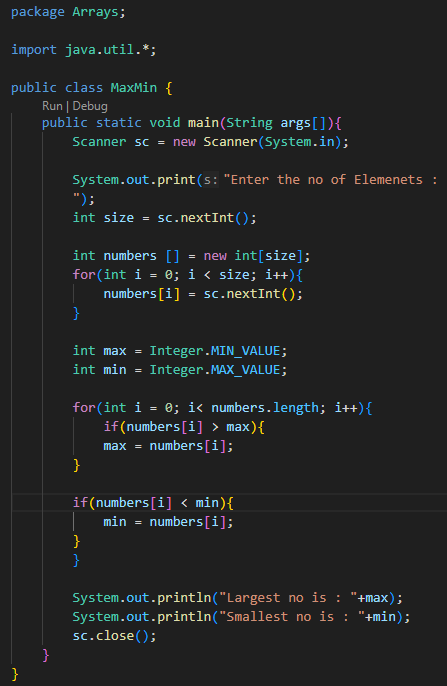 package Arrays;
import java.util.*;
public class MaxMin {
Run | Debug
public static void main(String args[]){
Scanner sc = new Scanner(System.in);
System.out.print(s: "Enter the no of Elemenets :
");
int size = sc.nextInt();
int numbers [] = new int[size];
for(int i = 0; i < size; i++){
numbers[i] = sc.nextInt();
}
int max = Integer.MIN_VALUE;
int min = Integer.MAX_VALUE;
for(int i = 0; i< numbers.length; i++){
if(numbers[i] > max){
max = numbers[i];
}
if(numbers[i] < min){
min = numbers[i];
}
}
System.out.println("Largest no is : "+max);
System.out.println("Smallest no is : "+min);
sc.close();
}
}